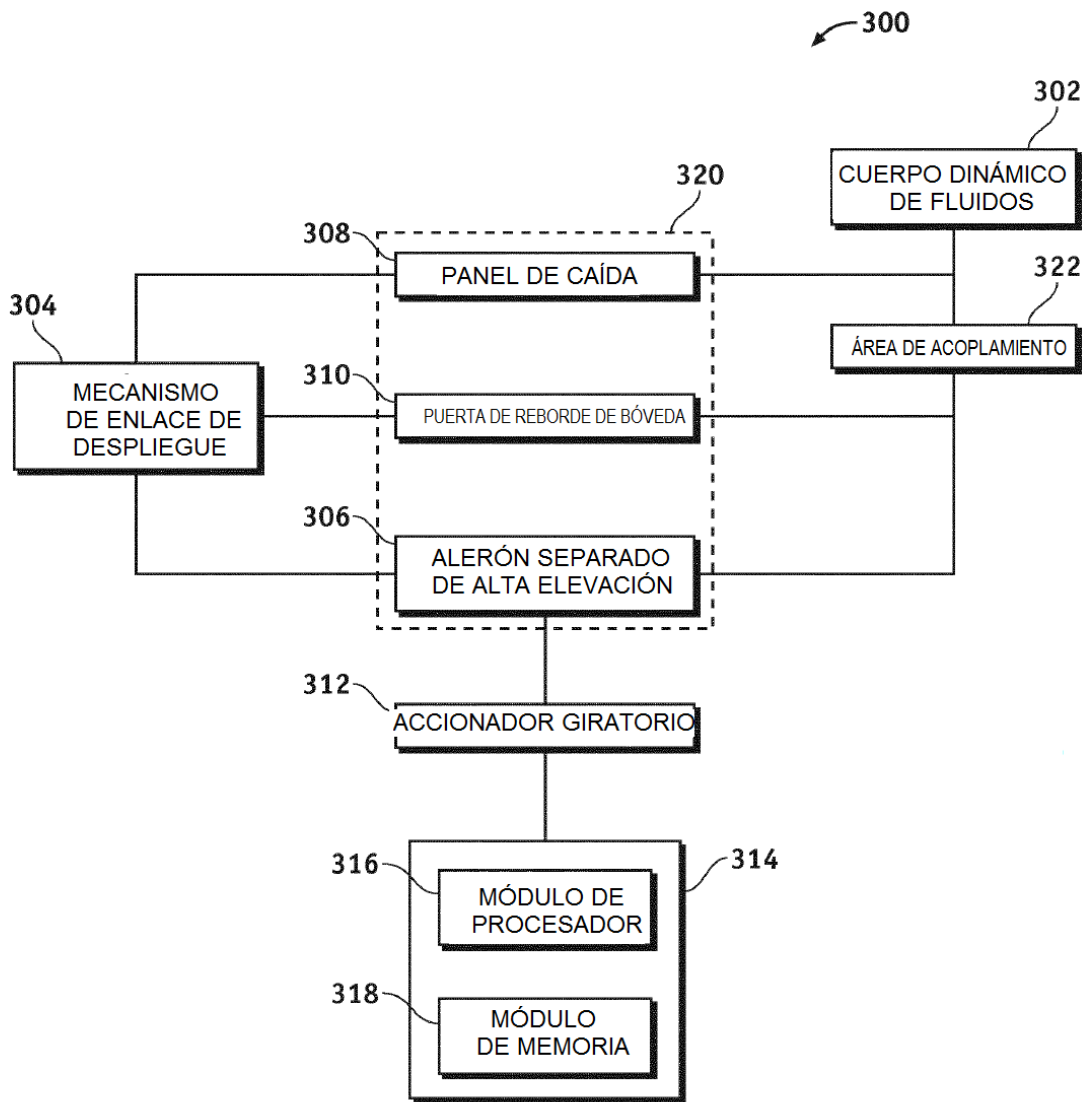 300
302
CUERPO DINÁMICO
DE FLUIDOS
320
308
PANEL DE CAÍDA
322
304
ÁREA DE ACOPLAMIENTO
MECANISMO
DE ENLACE DE
DESPLIEGUE
310
PUERTA DE REBORDE DE BÓVEDA
306
ALERÓN SEPARADO
DE ALTA ELEVACIÓN
312
ACCIONADOR GIRATORIO
316
314
MÓDULO DE
PROCESADOR
318
MÓDULO
DE MEMORIA